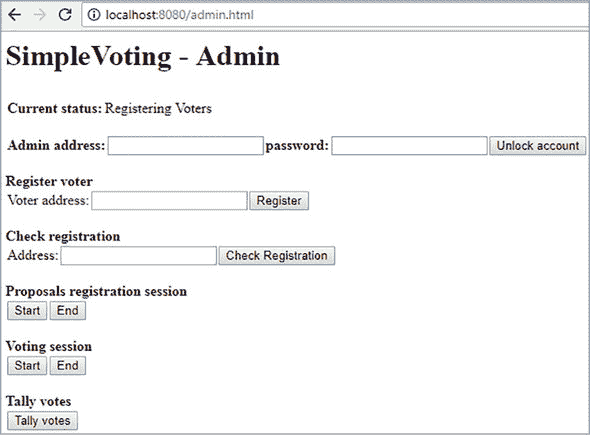 localhost:8080/admin.html
SimpleVoting - Admin
Current status: Registering Voters
Admin address: password: Unlock account
Register voter
Voter address: Register
Check registration
Address: Check Registration
Proposals registration session
Start End
Voting session
Start End
Tally votes
Tally votes